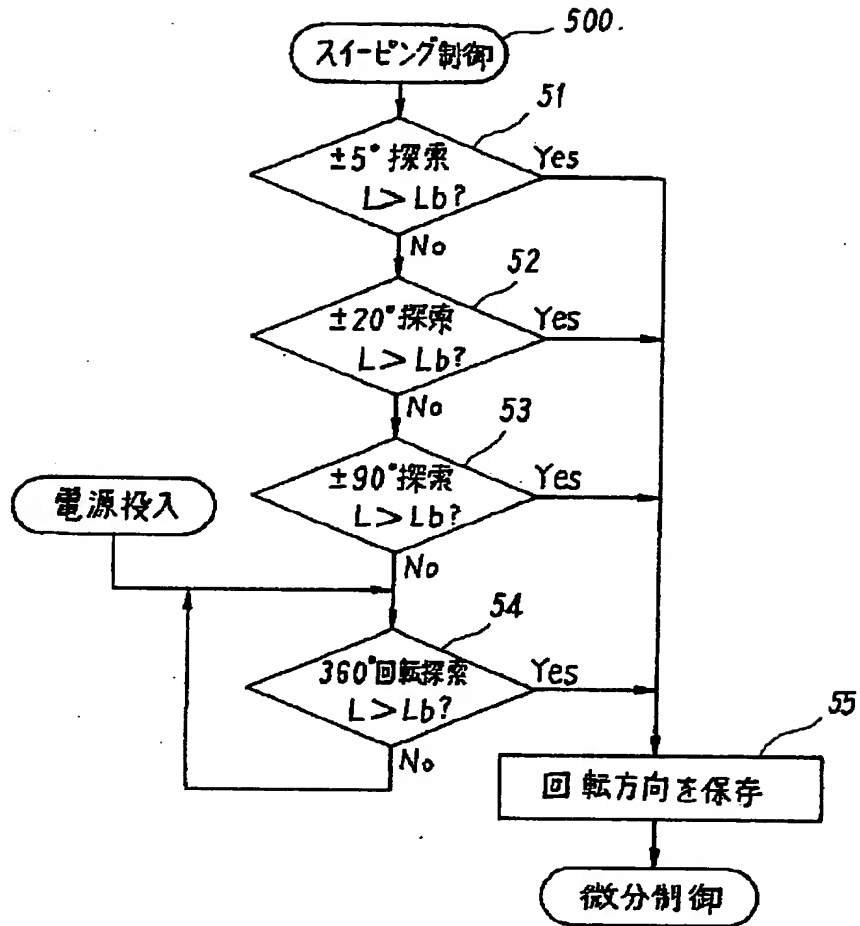 スイーピング制御
500.
51
±5°探索
L>Lb?
Yes
No
52
±20°探索
L>Lb?
Yes
No
53
±90°探索
L>Lb?
Yes
No
電源投入
54
360°回転探索
L>Lb?
Yes
No
55
回転方向を保存
微分制御